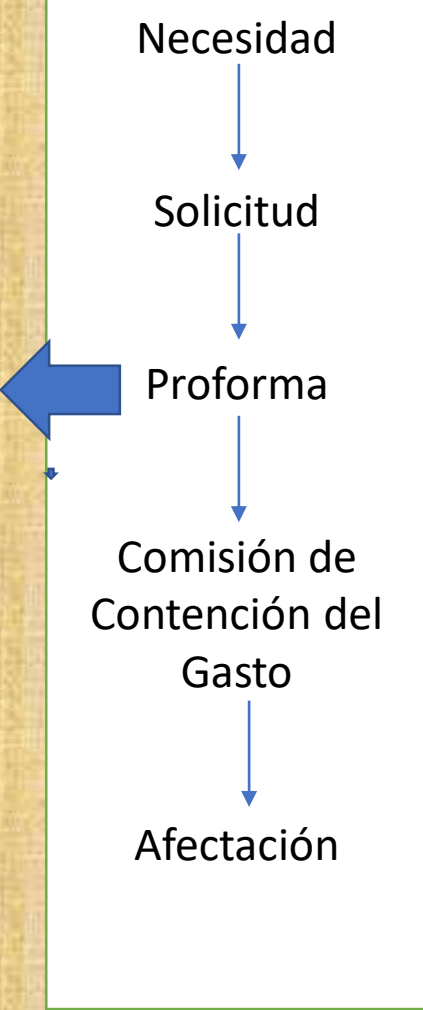 Necesidad
Solicitud
Proforma
Comisión de
Contención del
Gasto
Afectación